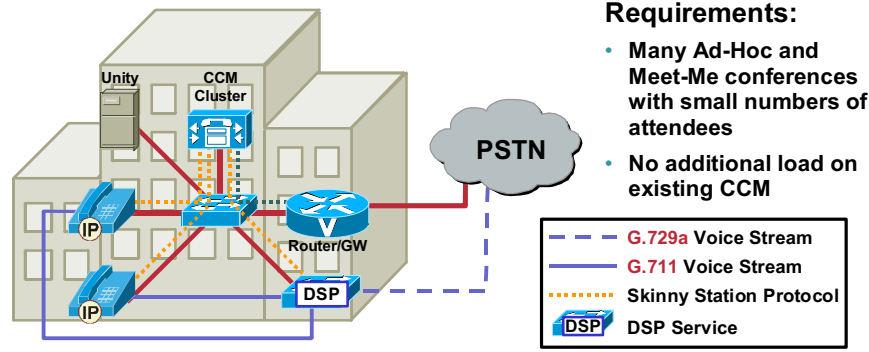 Requirements:
• Many Ad-Hoc and
Meet-Me conferences
with small numbers of
attendees
• No additional load on
existing CCM
Unity
CCM
Cluster
PSTN
IP
V
Router/GW
IP
DSP
G.729a Voice Stream
G.711 Voice Stream
Skinny Station Protocol
DSP DSP Service